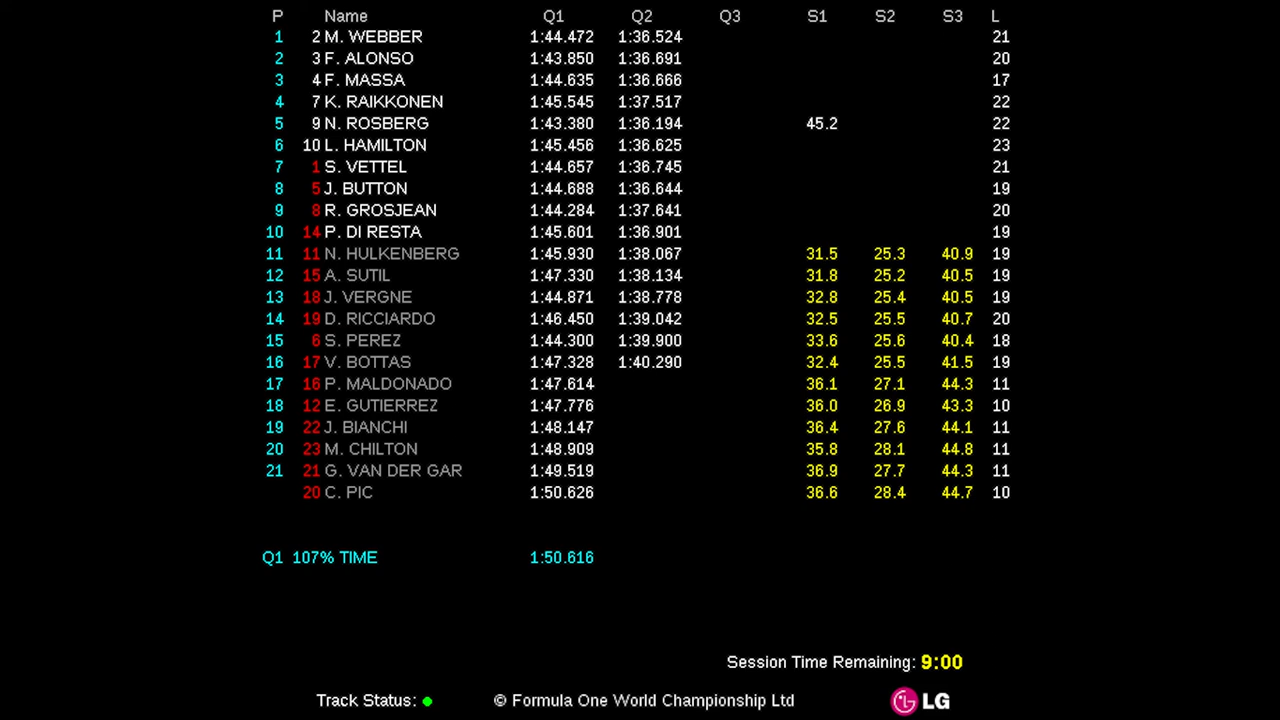 P Name Q1 Q2 Q3 S1 S2 S3 L
1 2 M. WEBBER 1:44.472 1:36.524 21
2 3 F. ALONSO 1:43.850 1:36.691 20
3 4 F. MASSA 1:44.635 1:36.666 17
4 7 K. RAIKKONEN 1:45.545 1:37.517 22
5 9 N. ROSBERG 1:43.380 1:36.194 45.2 22
6 10 L. HAMILTON 1:45.456 1:36.625 23
7 1 S. VETTEL 1:44.657 1:36.745 21
8 5 J. BUTTON 1:44.688 1:36.644 19
9 8 R. GROSJEAN 1:44.284 1:37.641 20
10 14 P. DI RESTA 1:45.601 1:36.901 19
11 11 N. HULKENBERG 1:45.930 1:38.067 31.5 25.3 40.9 19
12 15 A. SUTIL 1:47.330 1:38.134 31.8 25.2 40.5 19
13 18 J. VERGNE 1:44.871 1:38.778 32.8 25.4 40.5 19
14 19 D. RICCIARDO 1:46.450 1:39.042 32.5 25.5 40.7 20
15 6 S. PEREZ 1:44.300 1:39.900 33.6 25.6 40.4 18
16 17 V. BOTTAS 1:47.328 1:40.290 32.4 25.5 41.5 19
17 16 P. MALDONADO 1:47.614 36.1 27.1 44.3 11
18 12 E. GUTIERREZ 1:47.776 36.0 26.9 43.3 10
19 22 J. BIANCHI 1:48.147 36.4 27.6 44.1 11
20 23 M. CHILTON 1:48.909 35.8 28.1 44.8 11
21 21 G. VAN DER GAR 1:49.519 36.9 27.7 44.3 11
20 C. PIC 1:50.626 36.6 28.4 44.7 10
Q1 107% TIME 1:50.616
Session Time Remaining: 9:00
Track Status: © Formula One World Championship Ltd LG